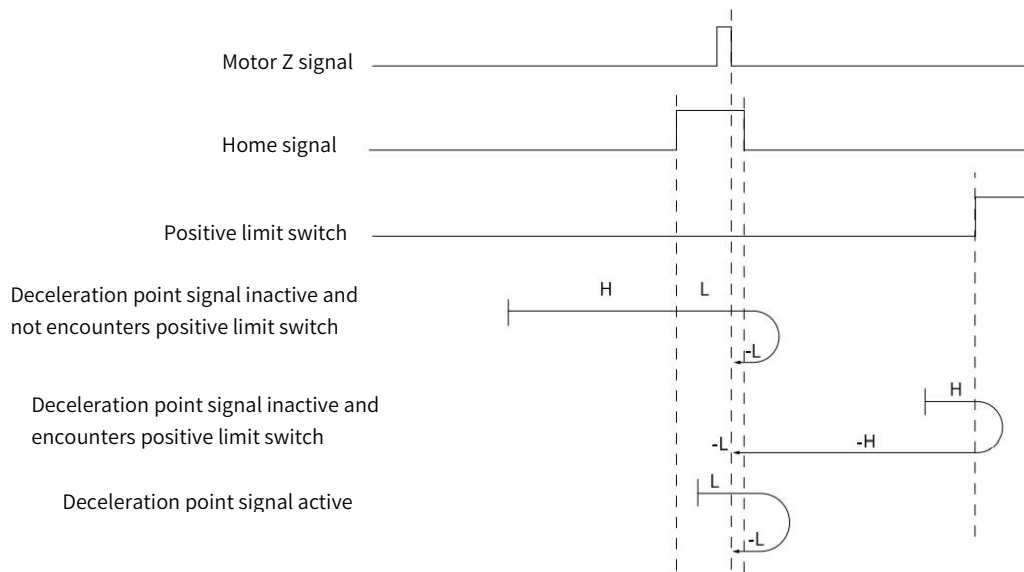 Motor Z signal
Home signal
Positive limit switch
Deceleration point signal inactive and
not encounters positive limit switch
H
L
-L
Deceleration point signal inactive and
encounters positive limit switch
H
-L
-H
Deceleration point signal active
L
-L